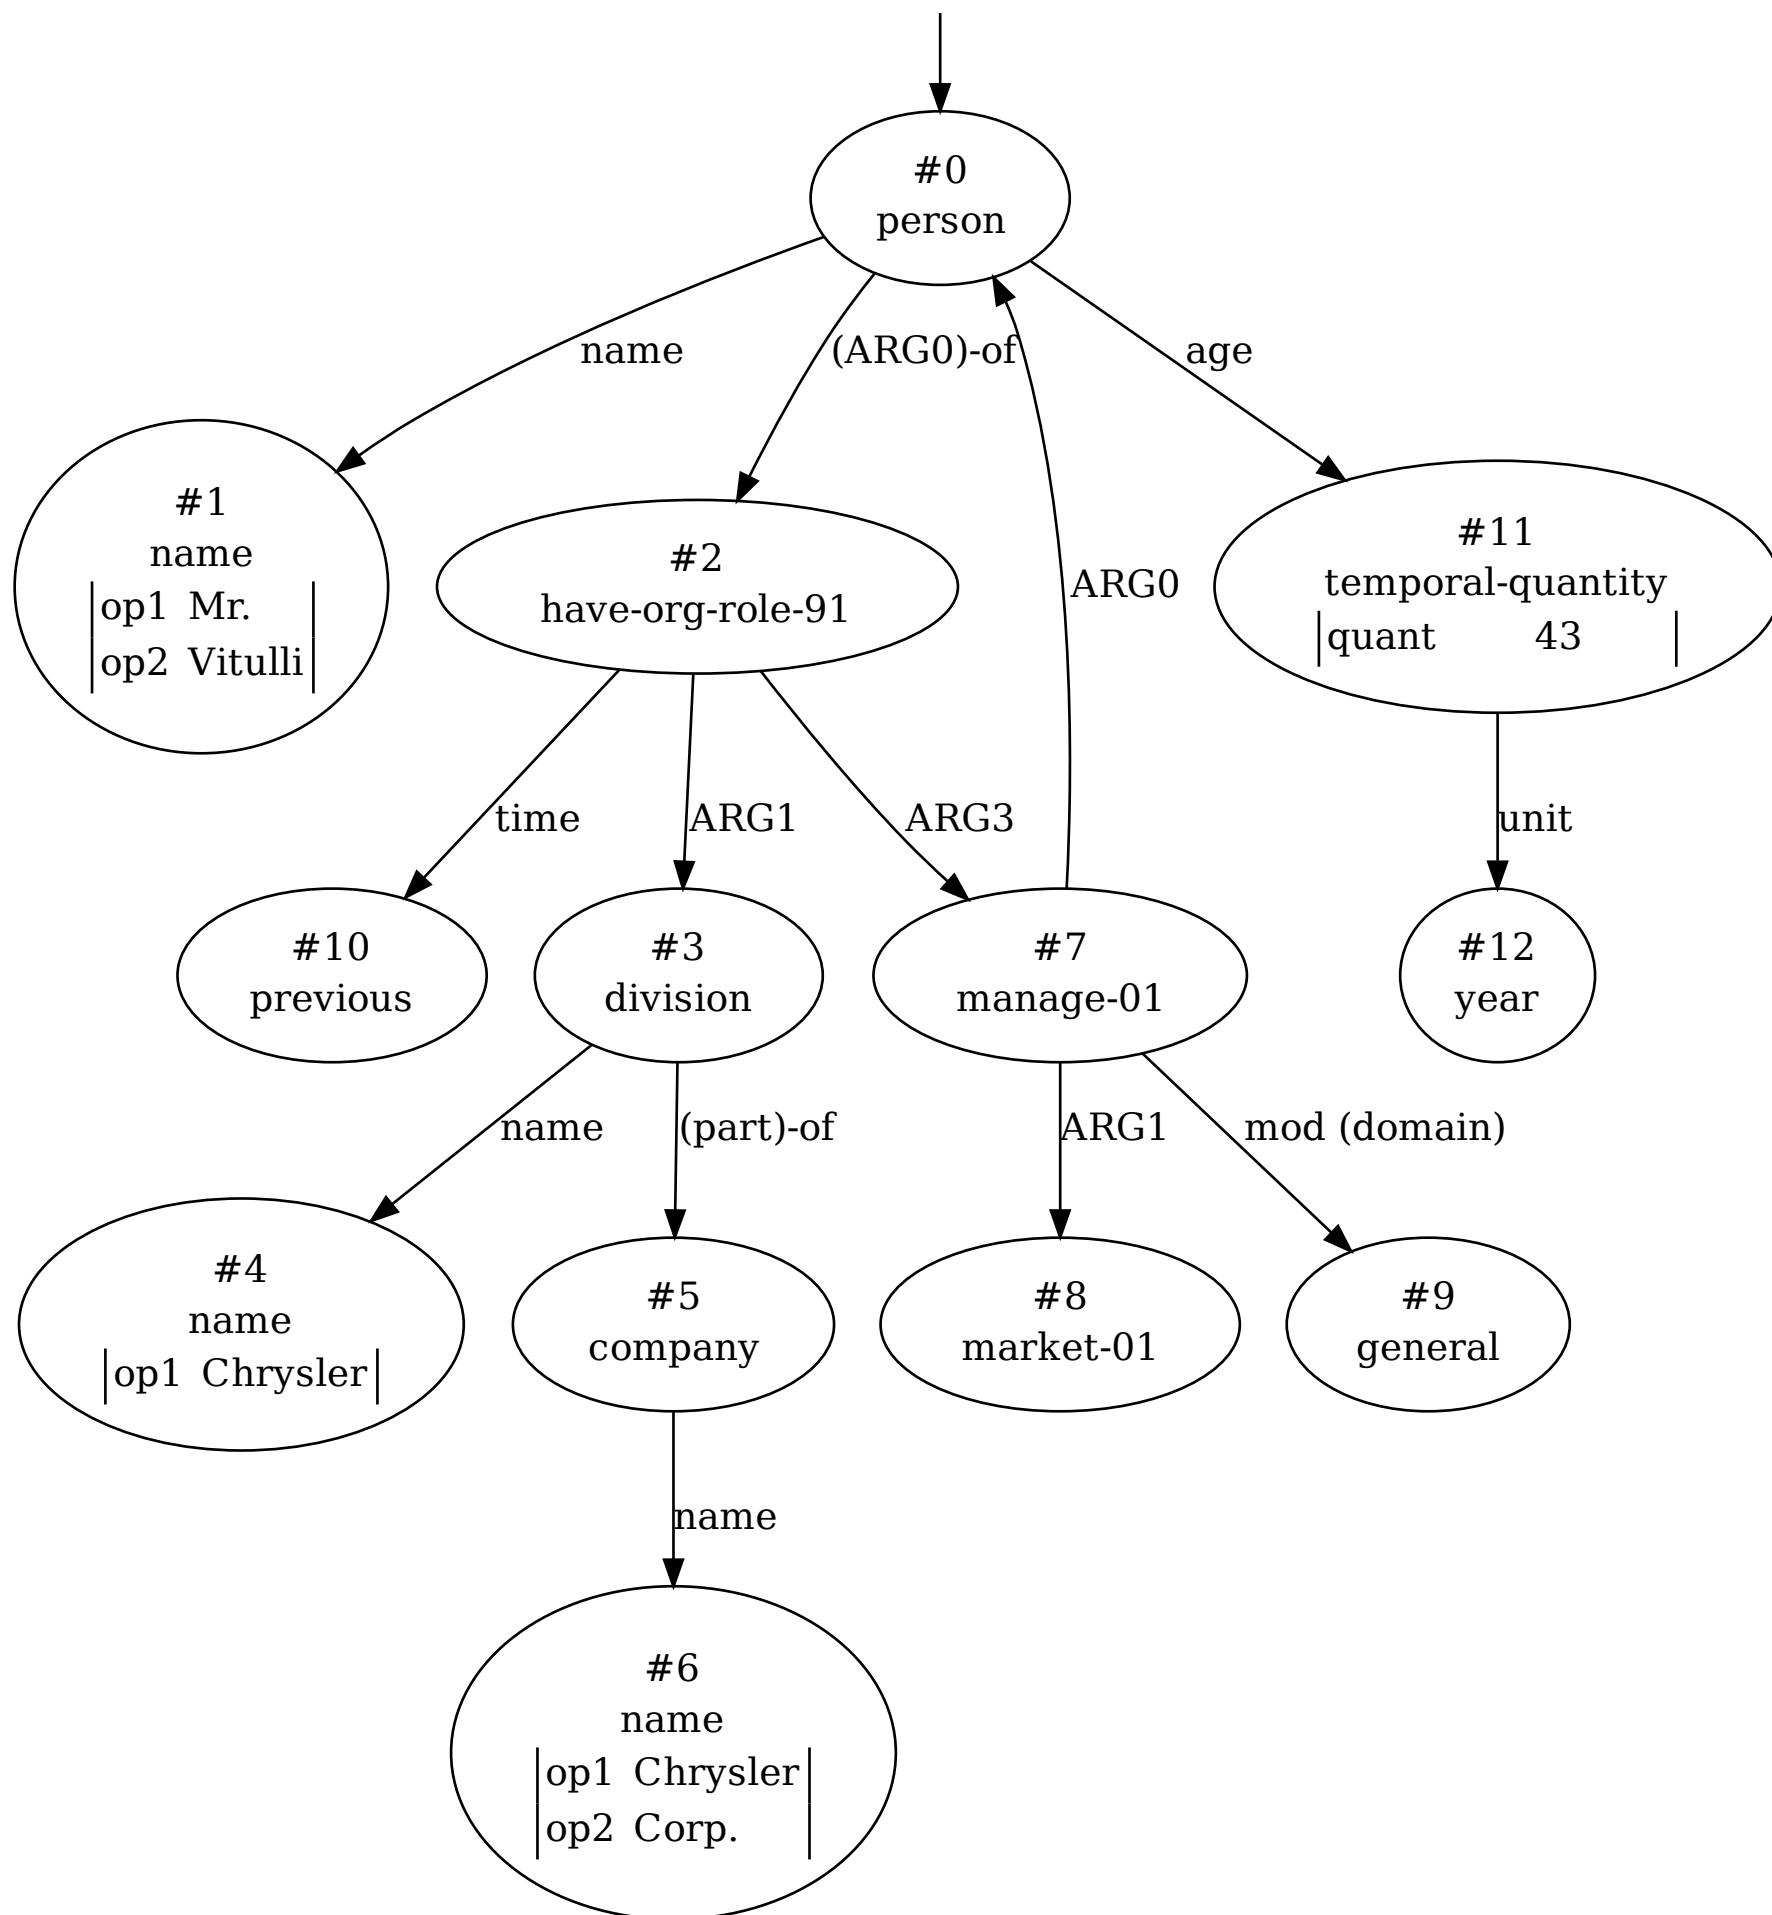 #0
person
name
(ARG0)-of
age
ARG0
#1
name
op1 Mr.
op2 Vitulli
#2
have-org-role-91
#11
temporal-quantity
quant 43
time
ARG1
ARG3
unit
#10
previous
#3
division
#7
manage-01
#12
year
name
(part)-of
ARG1
mod (domain)
#4
name
op1 Chrysler
#5
company
#8
market-01
#9
general
name
#6
name
op1 Chrysler
op2 Corp.